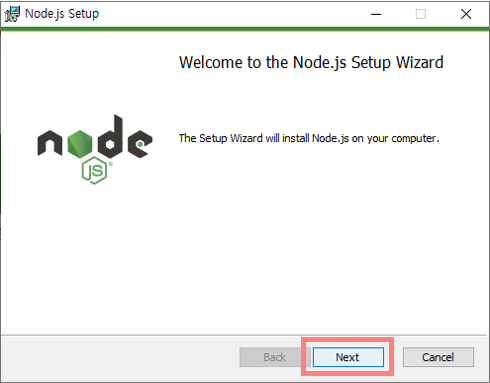 Node.js Setup
Welcome to the Node.js Setup Wizard
The Setup Wizard will install Node.js on your computer.
node
JS
Back
Next
Cancel